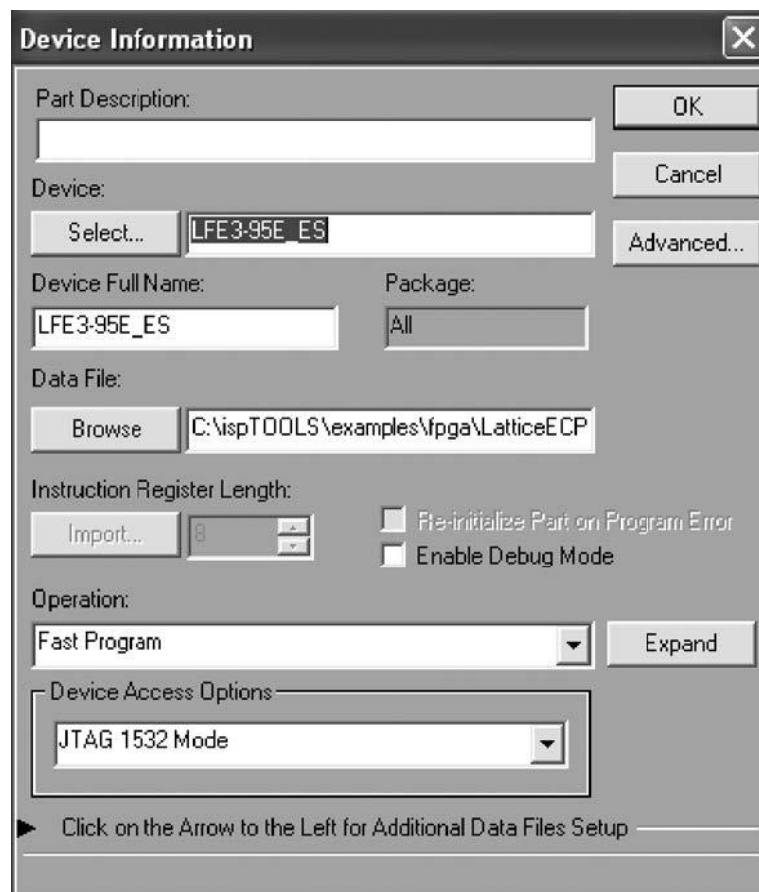 Device Information
Part Description:
OK
Cancel
Device:
Select...
LFE3-95E_ES
Advanced...
Device Full Name:
Package:
LFE3-95E_ES
All
Data File:
Browse
C:\ispTOOLS\examples\fpga\LatticeECP
Instruction Register Length:
Import...
8
Re-initialize Part on Program Error
Enable Debug Mode
Operation:
Fast Program
Expand
Device Access Options
JTAG 1532 Mode
Click on the Arrow to the Left for Additional Data Files Setup